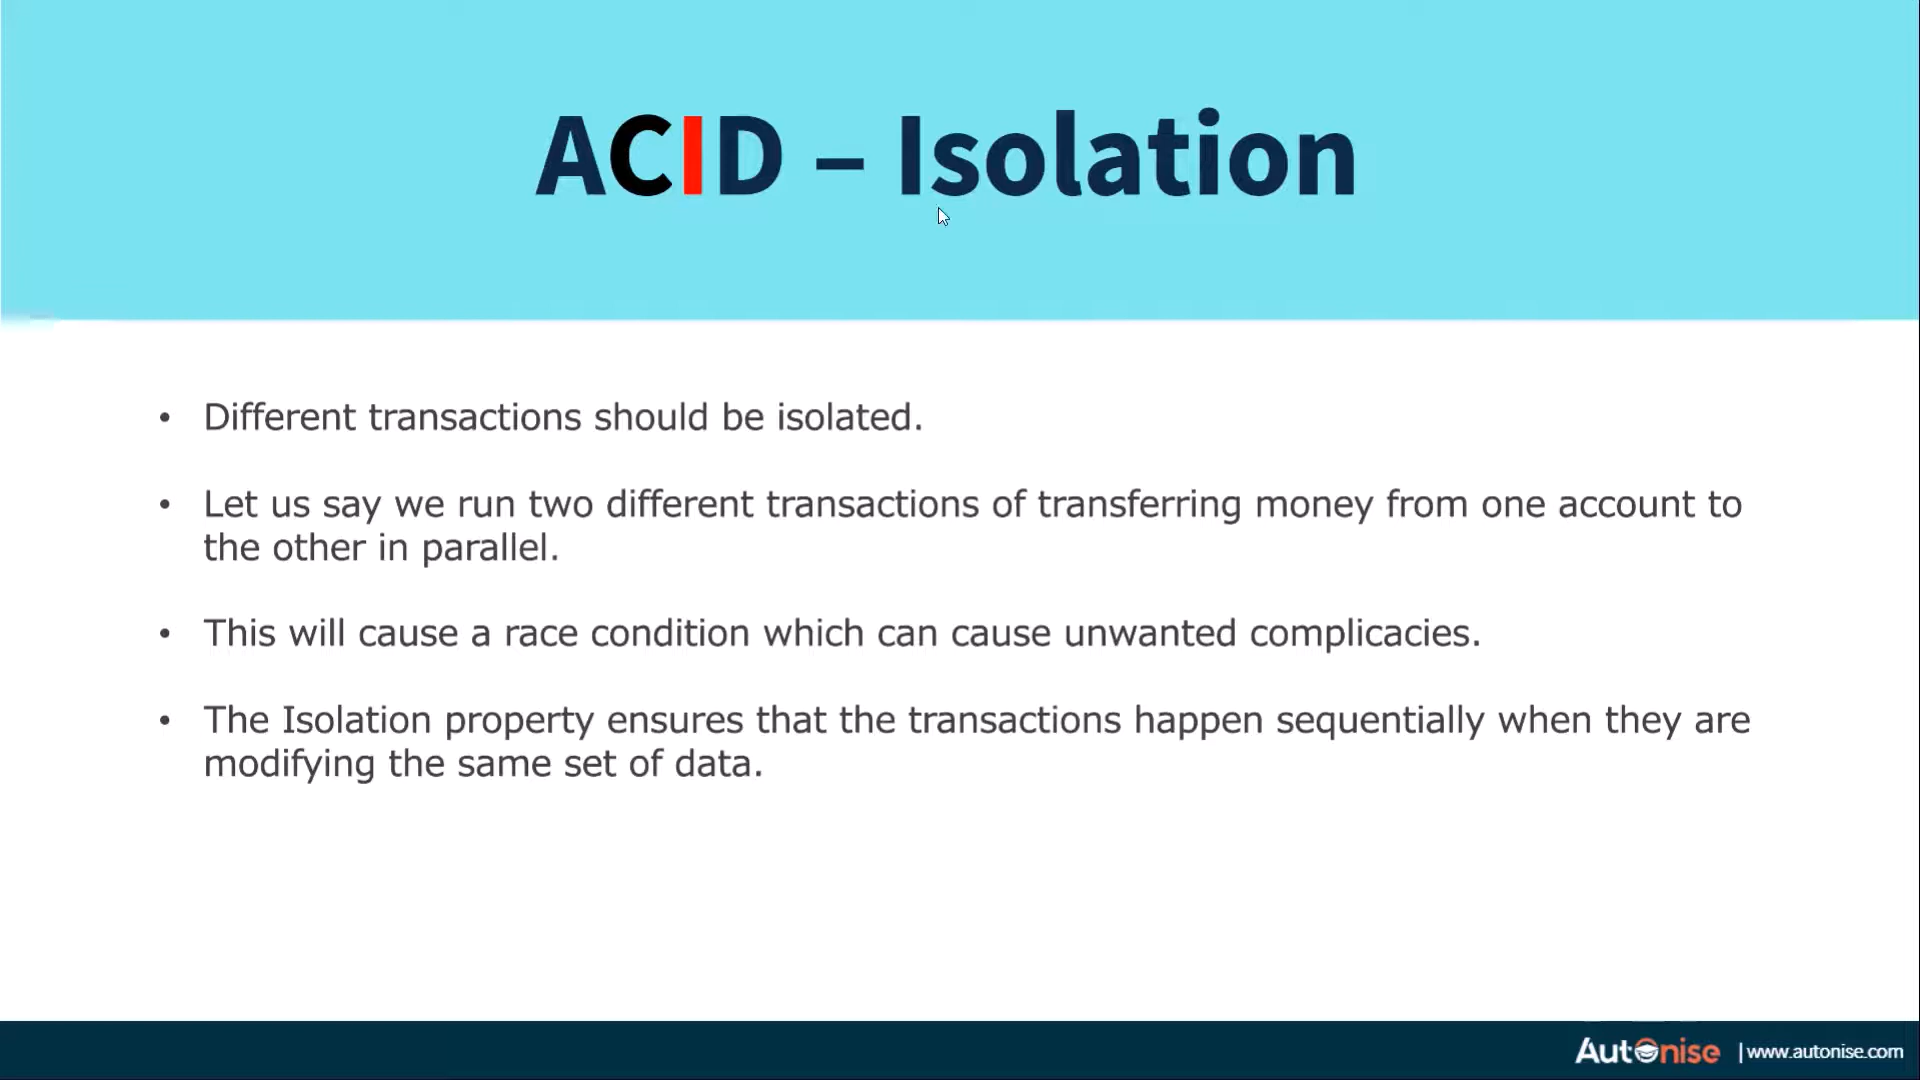 ACID – Isolation
• Different transactions should be isolated.
• Let us say we run two different transactions of transferring money from one account to
the other in parallel.
• This will cause a race condition which can cause unwanted complicacies.
• The Isolation property ensures that the transactions happen sequentially when they are
modifying the same set of data.
Autonise | www.autonise.com